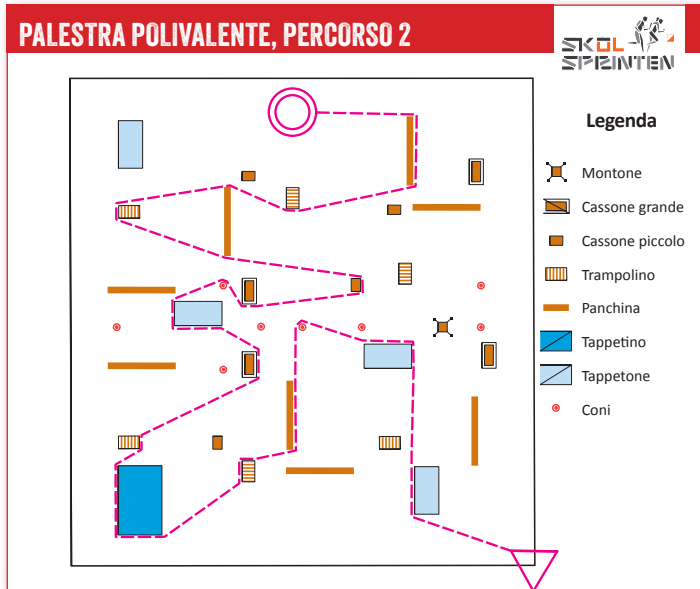 PALESTRA POLIVALENTE, PERCORSO 2
SKOL
SPRINTEN
Legenda
Montone
Cassone grande
Cassone piccolo
Trampolino
Panchina
Tappetino
Tappetone
Coni